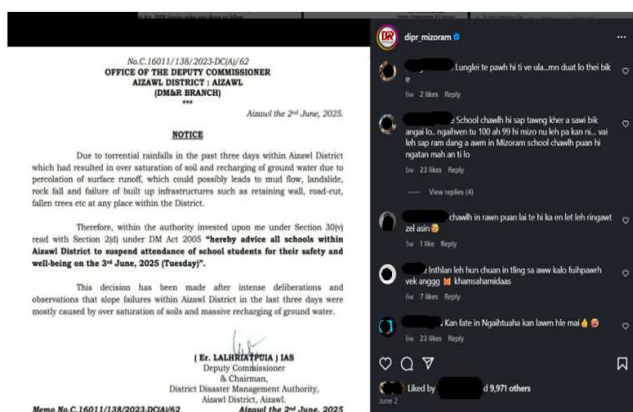 No.C.16011/138/2023-DC(A)/62
OFFICE OF THE DEPUTY COMMISSIONER
AIZAWL DISTRICT : AIZAWL
(DM&R BRANCH)
***
Aizawl the 2nd June, 2025.
NOTICE
Due to torrential rainfalls in the past three days within Aizawl District
which had resulted in over saturation of soil and recharging of ground water due to
percolation of surface runoff, which could possibly leads to mud flow, landslide,
rock fall and failure of built up infrastructures such as retaining wall, road-cut,
fallen trees etc at any place within the District.
Therefore, within the authority invested upon me under Section 30(v)
read with Section 2(d) under DM Act 2005 "hereby advice all schools within
Aizawl District to suspend attendance of school students for their safety and
well-being on the 3rd June, 2025 (Tuesday)".
This decision has been made after intense deliberations and
observations that slope failures within Aizawl District in the last three days were
mostly caused by over saturation of soils and massive recharging of ground water.
( Er. LALHRIATPUIA ) IAS
Deputy Commissioner
& Chairman,
District Disaster Management Authority,
Aizawl District, Aizawl.
Memo No.C.16011/138/2023-DC(A)/62 Aizawl the 2nd June, 2025.
DR
dipr_mizoram
Lunglei te pawh hi ti ve ula...mn duat lo thei bik
e
6w 2 likes Reply
e School chawlh hi sap tawng kher a sawi bik
angai lo.. ngaihven tu 100 ah 99 hi mizo nu leh pa kan ni... vai
leh sap ram dang a awm in Mizoram school chawlh puan hi
ngatan mah an ti lo
6w 23 likes Reply
View replies (4)
chawlh in rawn puan lai te hi ka en let leh ringawt
zel asin🥹
5w 1 like Reply
e Inthlan leh hun chuan in tling sa aww kalo fuihpawrh
vek anggg khamsahamidaas
6w 7 likes Reply
Kan fate in Ngaihtuaha kan lawm hle mai👍
6w 23 likes Reply
Liked by d 9,971 others
June 2